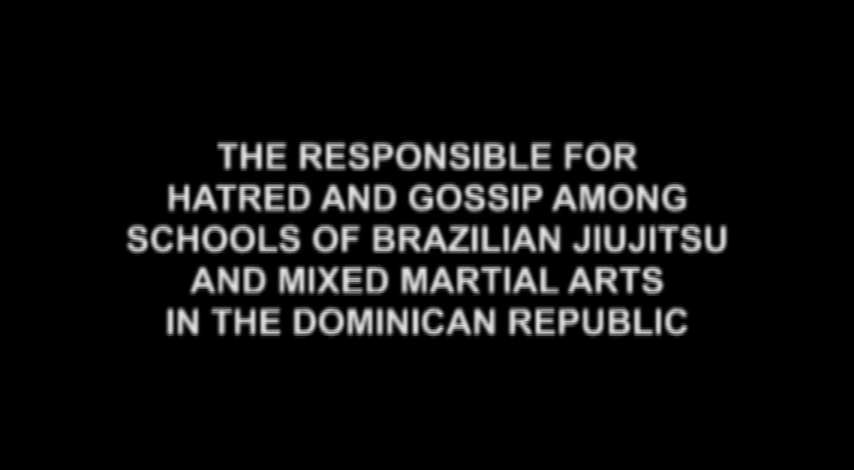 THE RESPONSIBLE FOR
HATRED AND GOSSIP AMONG
SCHOOLS OF BRAZILIAN JIUJITSU
AND MIXED MARTIAL ARTS
IN THE DOMINICAN REPUBLIC